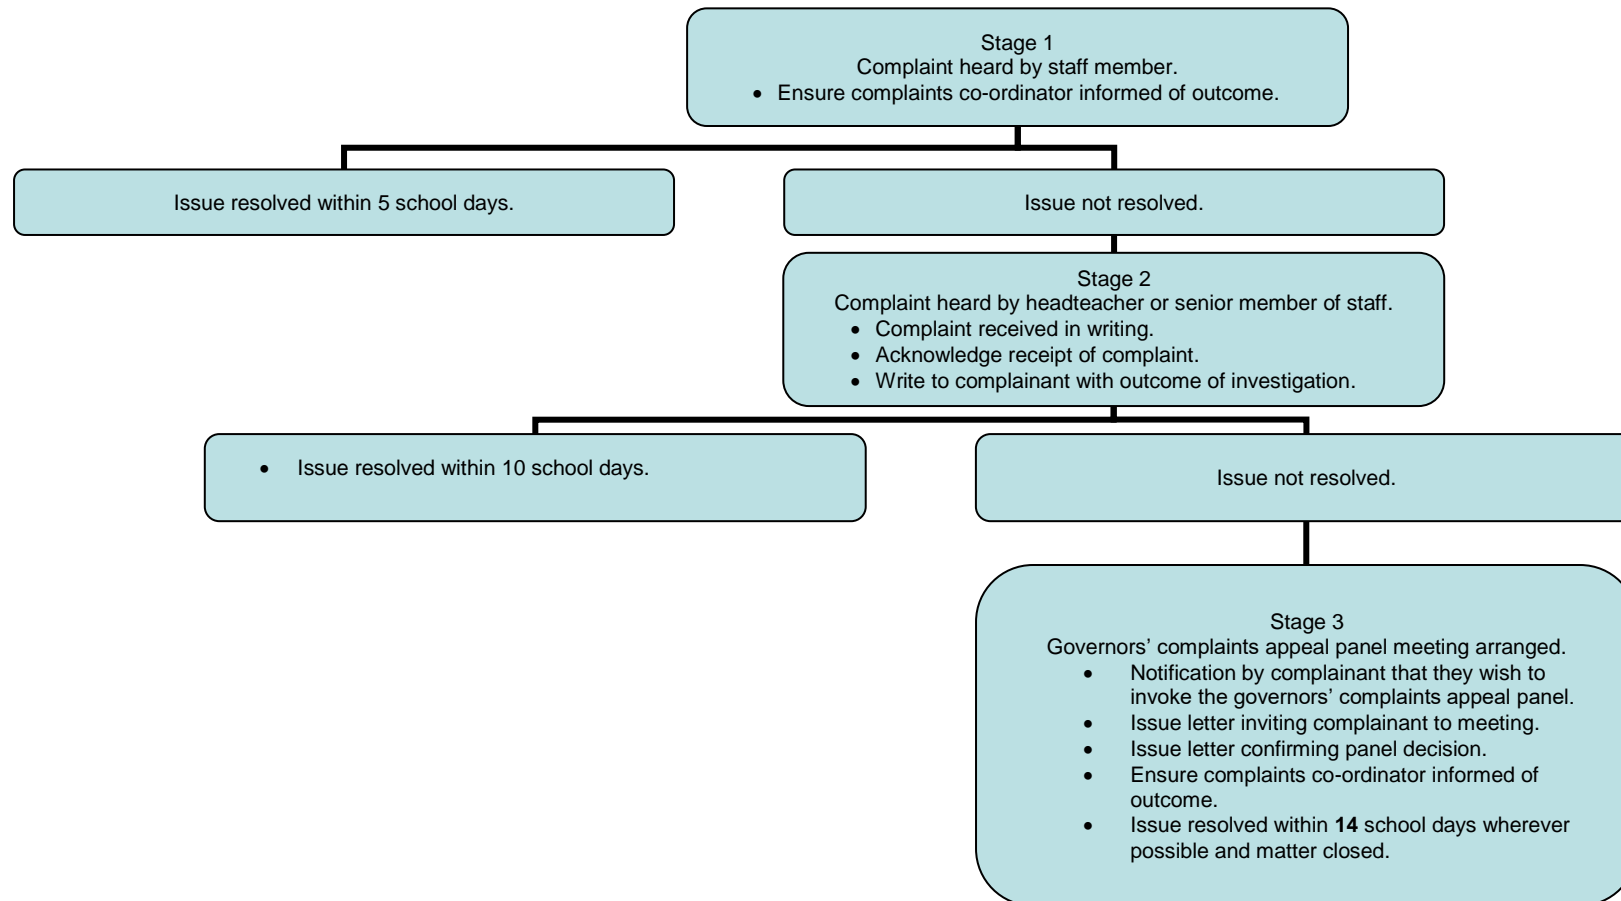 Stage 1
Complaint heard by staff member.
• Ensure complaints co-ordinator informed of outcome.
Issue resolved within 5 school days.
Issue not resolved.
Stage 2
Complaint heard by headteacher or senior member of staff.
• Complaint received in writing.
• Acknowledge receipt of complaint.
• Write to complainant with outcome of investigation.
• Issue resolved within 10 school days.
Issue not resolved.
Stage 3
Governors’ complaints appeal panel meeting arranged.
• Notification by complainant that they wish to
invoke the governors’ complaints appeal panel.
• Issue letter inviting complainant to meeting.
• Issue letter confirming panel decision.
• Ensure complaints co-ordinator informed of
outcome.
• Issue resolved within 14 school days wherever
possible and matter closed.